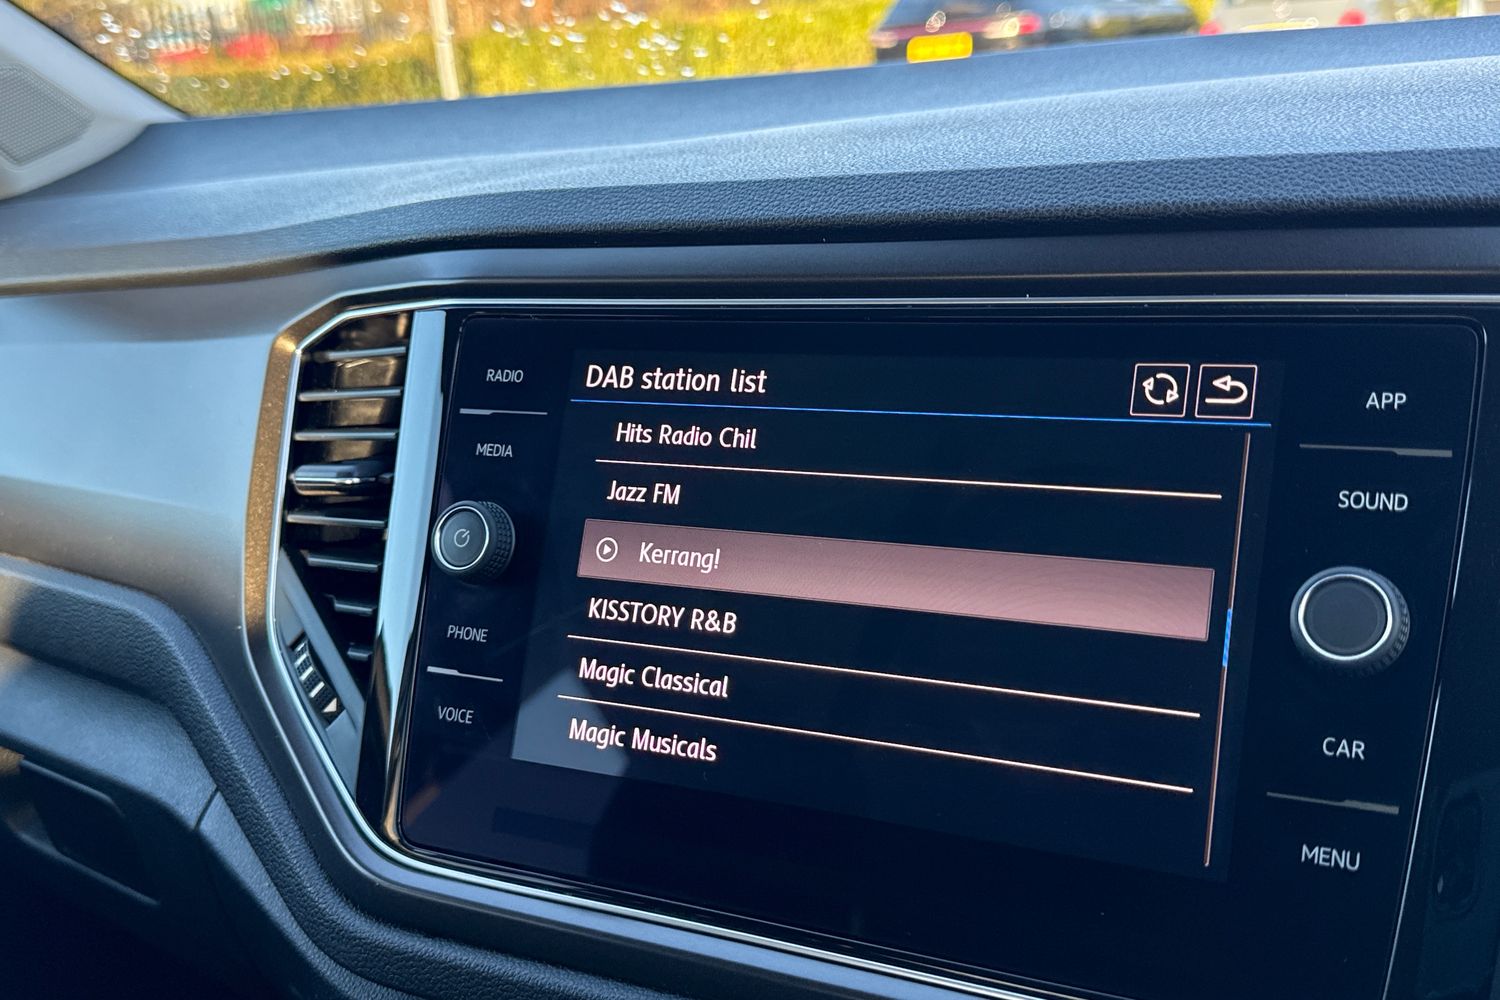 RADIO
MEDIA
PHONE
VOICE
DAB station list
Hits Radio Chil
Jazz FM
Kerrang!
KISSTORY R&B
Magic Classical
Magic Musicals
APP
SOUND
CAR
MENU